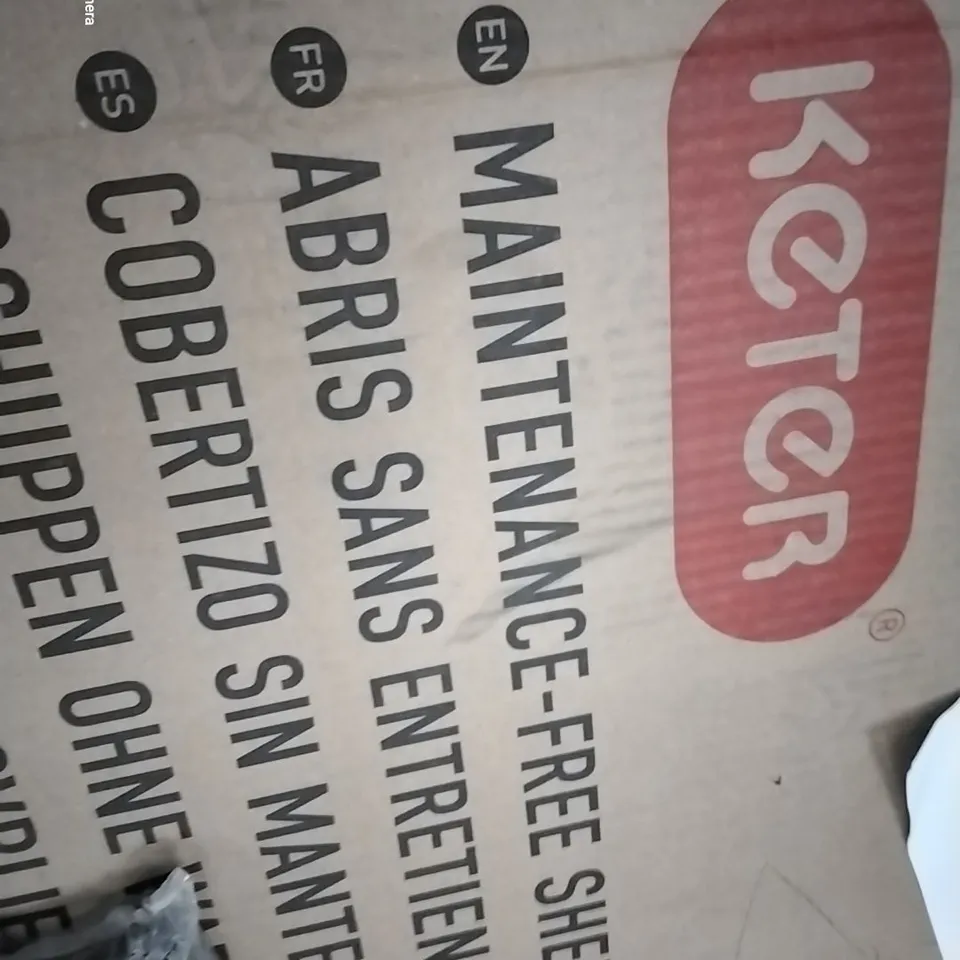 KETER
®
EN MAINTENANCE-FREE SHE
FR ABRIS SANS ENTRETIEN
ES COBERTIZO SIN MANTE
SCHUPPEN OHNE